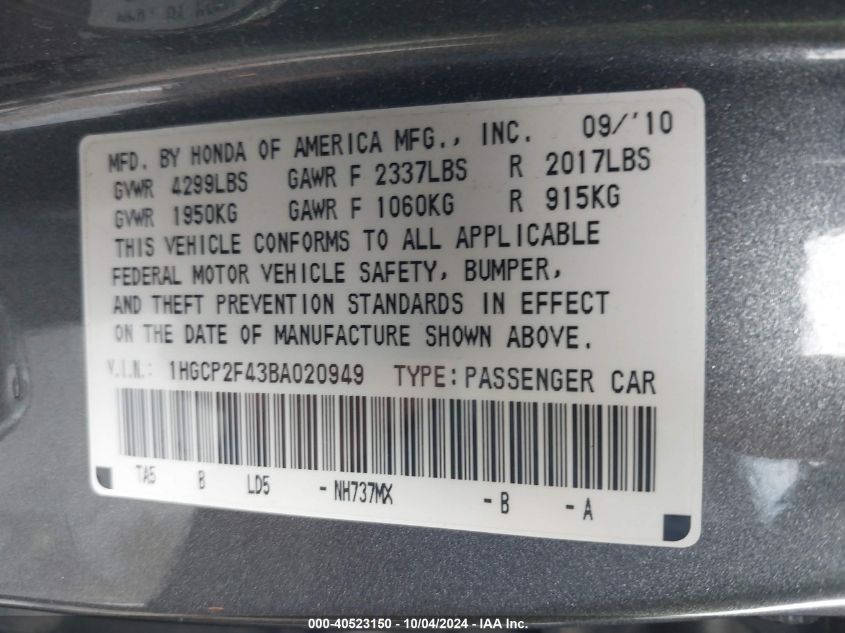 MFD. BY HONDA OF AMERICA MFG., INC. 09/'10
GVWR 4299LBS GAWR F 2337LBS R 2017LBS
GVWR 1950KG GAWR F 1060KG R 915KG
THIS VEHICLE CONFORMS TO ALL APPLICABLE
FEDERAL MOTOR VEHICLE SAFETY, BUMPER,
AND THEFT PREVENTION STANDARDS IN EFFECT
ON THE DATE OF MANUFACTURE SHOWN ABOVE.
V.I.N.: 1HGCP2F43BA020949 TYPE: PASSENGER CAR
TA5 B LD5 - NH737MX - B - A
000-40523150 - 10/04/2024 - IAA Inc.